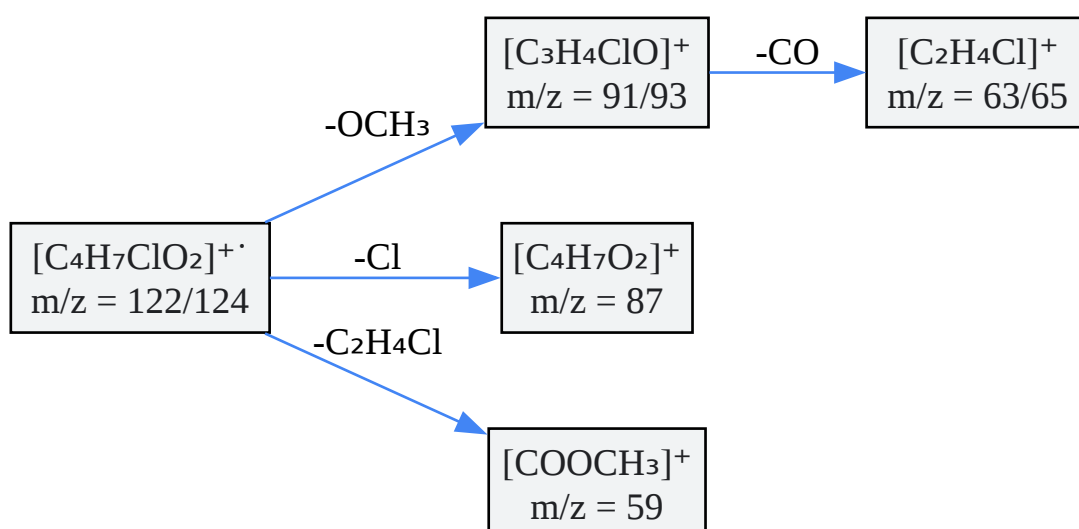 [C₃H₄ClO]⁺
m/z = 91/93
-CO
[C₂H₄Cl]⁺
m/z = 63/65
-OCH₃
[C₄H₇ClO₂]⁺˙
m/z = 122/124
-Cl
[C₄H₇O₂]⁺
m/z = 87
-C₂H₄Cl
[COOCH₃]⁺
m/z = 59